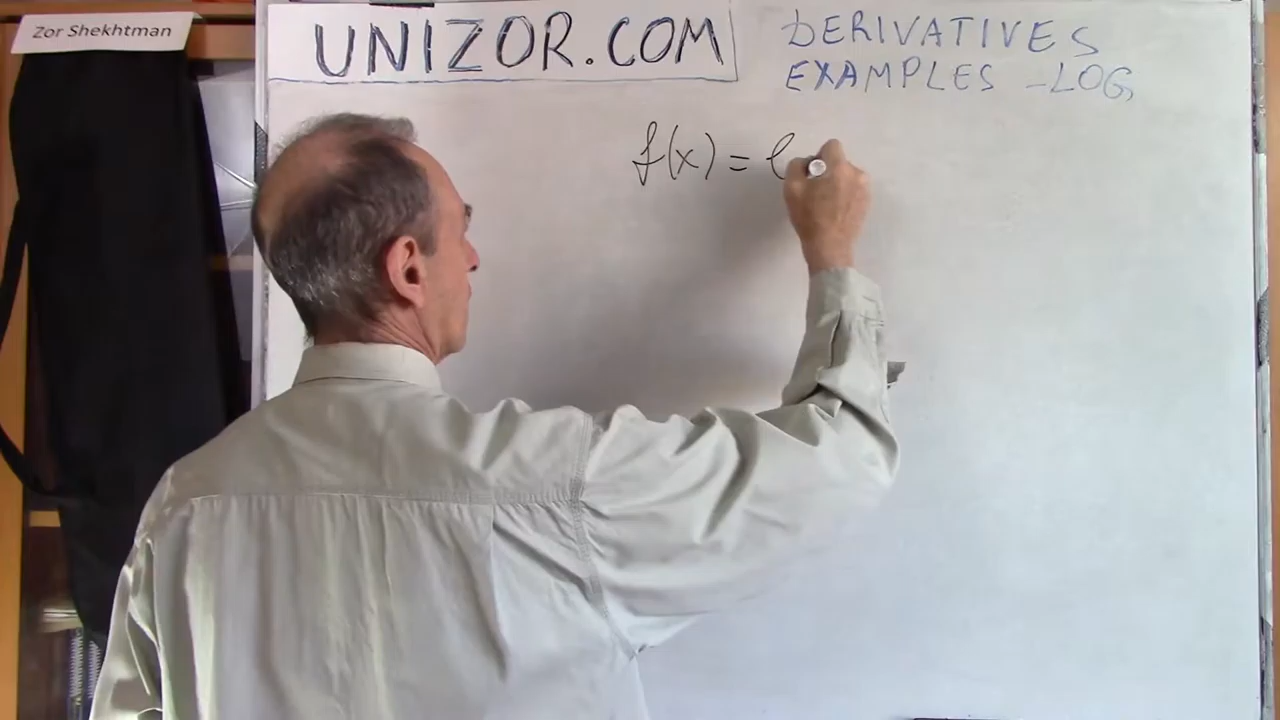 Zor Shekhtman
UNIZOR.COM
DERIVATIVES
EXAMPLES - LOG,
f(x) = l